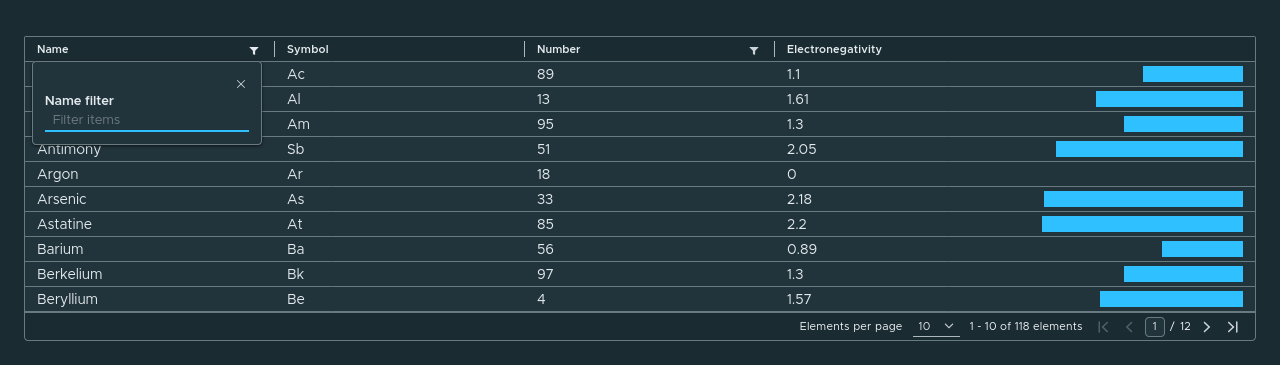 Name Symbol Number Electronegativity
Ac 89 1.1
Name filter
Filter items
Al 13 1.61
Am 95 1.3
Antimony Sb 51 2.05
Argon Ar 18 0
Arsenic As 33 2.18
Astatine At 85 2.2
Barium Ba 56 0.89
Berkelium Bk 97 1.3
Beryllium Be 4 1.57
Elements per page 10 1 - 10 of 118 elements 1 / 12